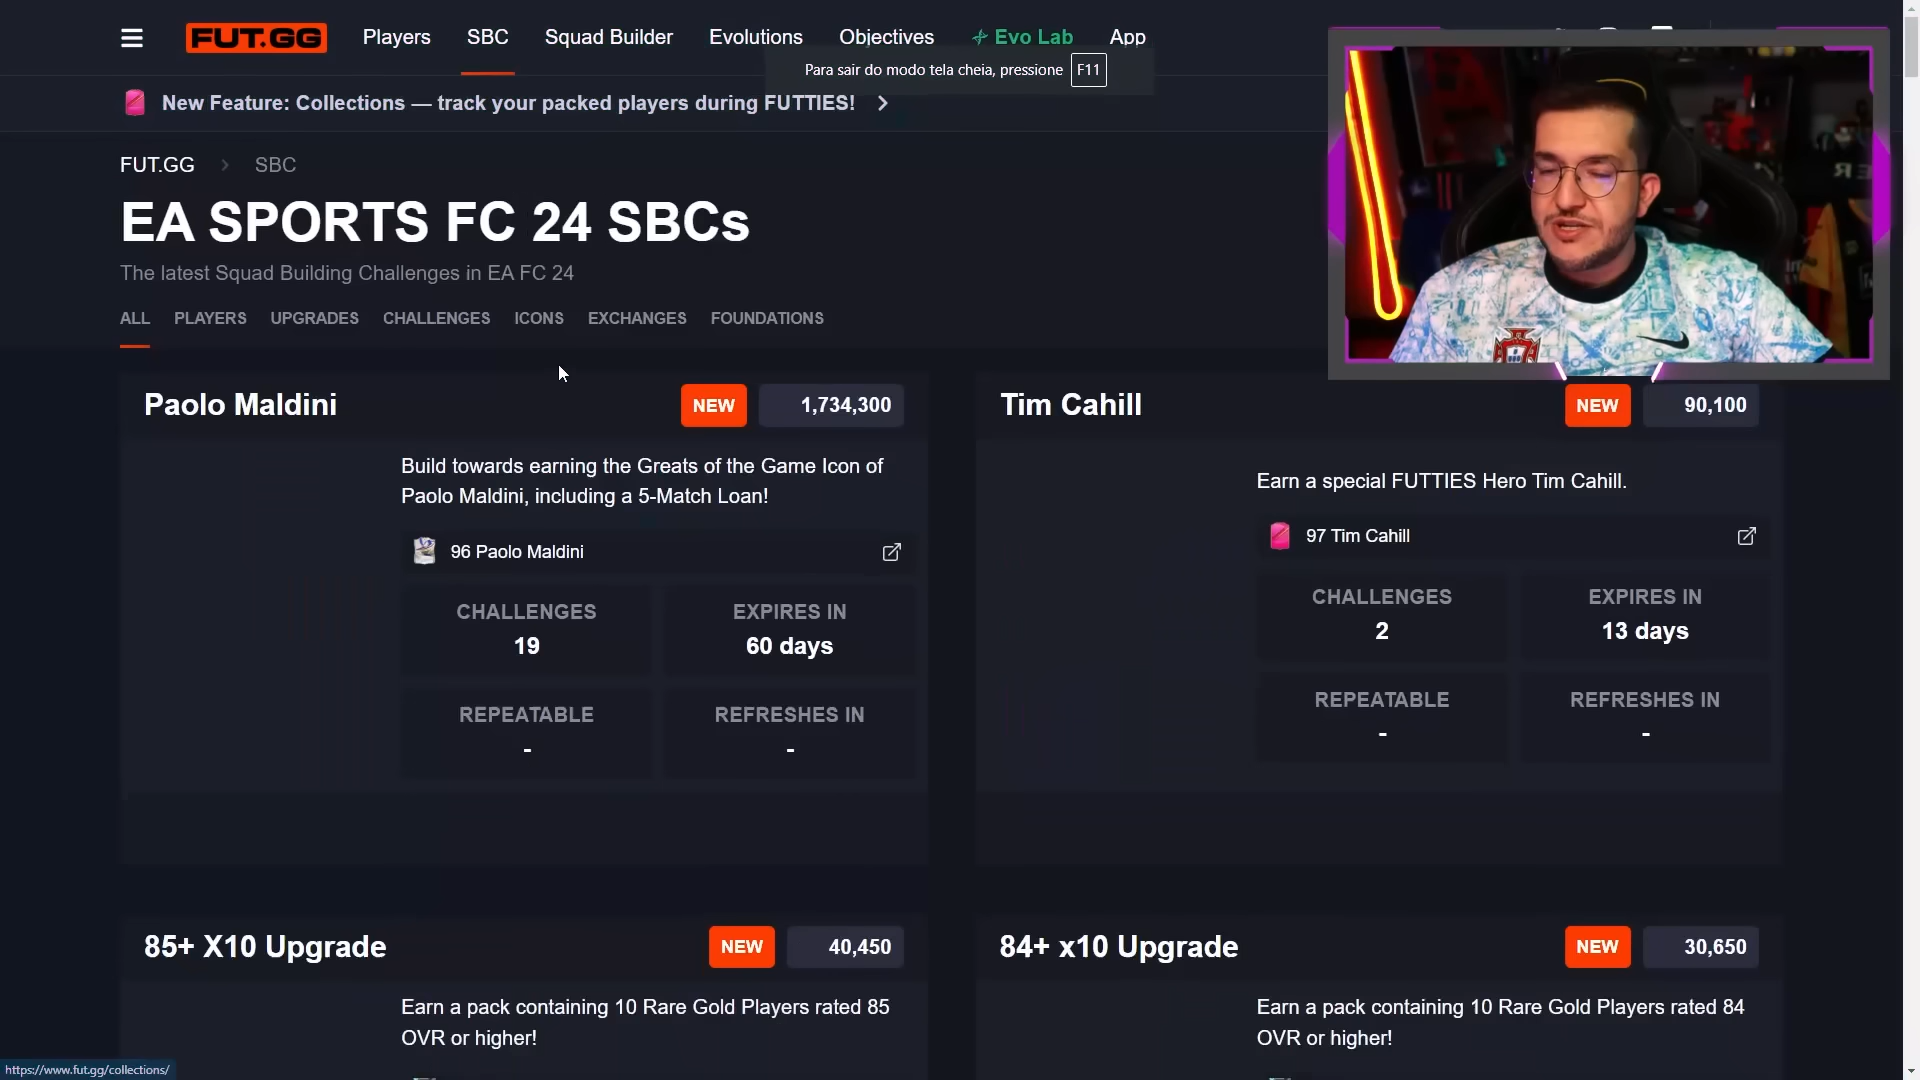 FUT.GG
Players
SBC
Squad Builder
Evolutions
Objectives
Evo Lab
App
Para sair do modo tela cheia, pressione F11
New Feature: Collections — track your packed players during FUTTIES!
FUT.GG > SBC
EA SPORTS FC 24 SBCs
The latest Squad Building Challenges in EA FC 24
ALL PLAYERS UPGRADES CHALLENGES ICONS EXCHANGES FOUNDATIONS
Paolo Maldini NEW 1,734,300
Build towards earning the Greats of the Game Icon of
Paolo Maldini, including a 5-Match Loan!
96 Paolo Maldini
CHALLENGES
19
EXPIRES IN
60 days
REPEATABLE
-
REFRESHES IN
-
Tim Cahill NEW 90,100
Earn a special FUTTIES Hero Tim Cahill.
97 Tim Cahill
CHALLENGES
2
EXPIRES IN
13 days
REPEATABLE
-
REFRESHES IN
-
85+ X10 Upgrade NEW 40,450
Earn a pack containing 10 Rare Gold Players rated 85
OVR or higher!
84+ x10 Upgrade NEW 30,650
Earn a pack containing 10 Rare Gold Players rated 84
OVR or higher!
https://www.fut.gg/collections/